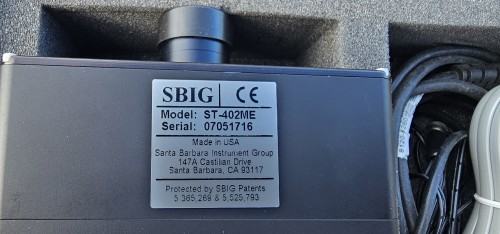 SBIG CE
Model: ST-402ME
Serial: 07051716
Made in USA
Santa Barbara Instrument Group
147A Castilian Drive
Santa Barbara, CA 93117
Protected by SBIG Patents
5,365,269 & 5,525,793